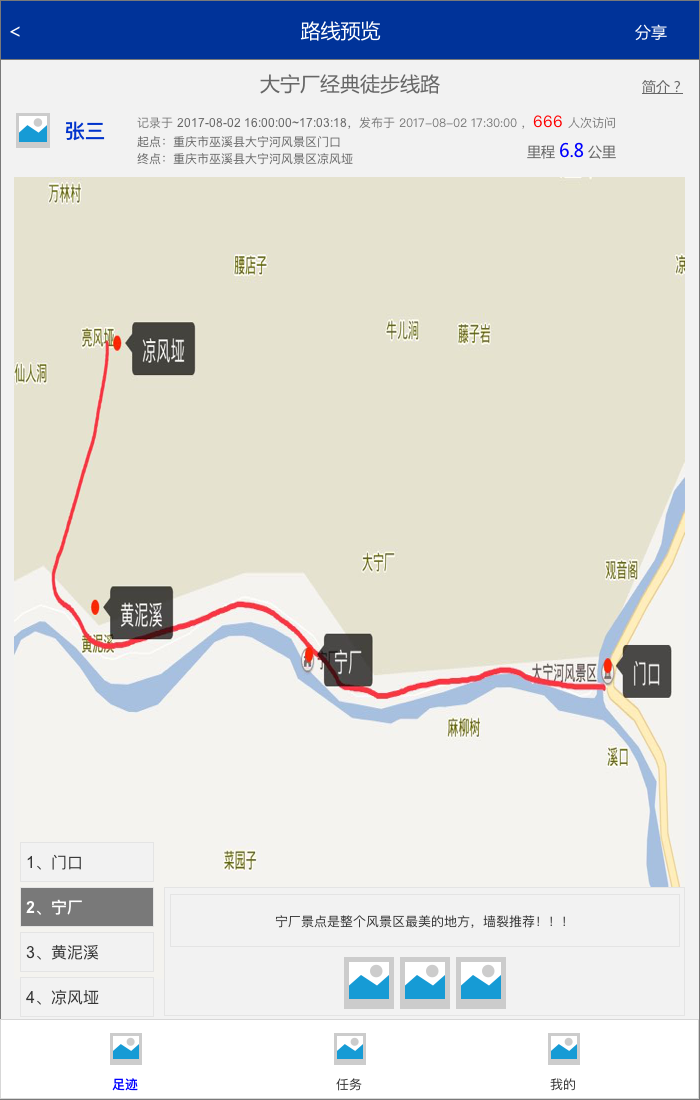 <
路线预览
分享
大宁厂经典徒步线路
简介？
张三
记录于 2017-08-02 16:00:00~17:03:18，发布于 2017-08-02 17:30:00 ，666 人次访问
起点：重庆市巫溪县大宁河风景区门口
里程 6.8 公里
终点：重庆市巫溪县大宁河风景区凉风垭
万林村
腰店子
凉
亮风垭
凉风垭
牛儿洞
藤子岩
仙人洞
大宁厂
观音阁
黄泥溪
黄泥溪
宁厂
大宁河风景区
门口
麻柳树
溪口
菜园子
1、门口
2、宁厂
3、黄泥溪
4、凉风垭
宁厂景点是整个风景区最美的地方，墙裂推荐！！！
足迹
任务
我的